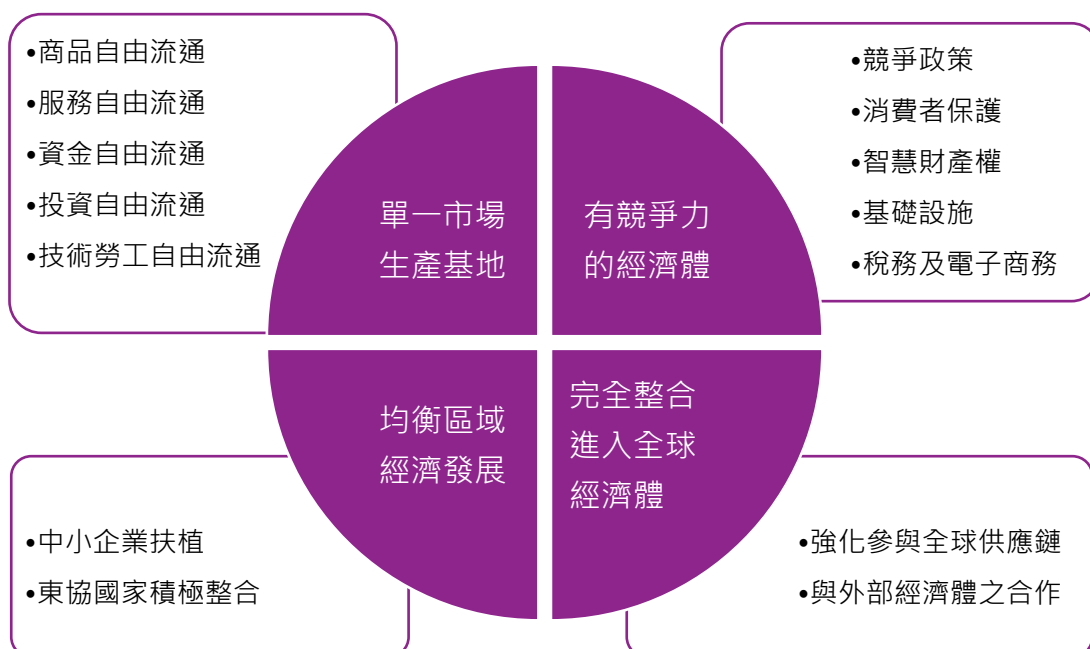 •商品自由流通
•服務自由流通
•資金自由流通
•投資自由流通
•技術勞工自由流通
單一市場
生產基地
•競爭政策
•消費者保護
•智慧財產權
•基礎設施
•稅務及電子商務
有競爭力
的經濟體
均衡區域
經濟發展
•中小企業扶植
•東協國家積極整合
完全整合
進入全球
經濟體
•強化參與全球供應鏈
•與外部經濟體之合作